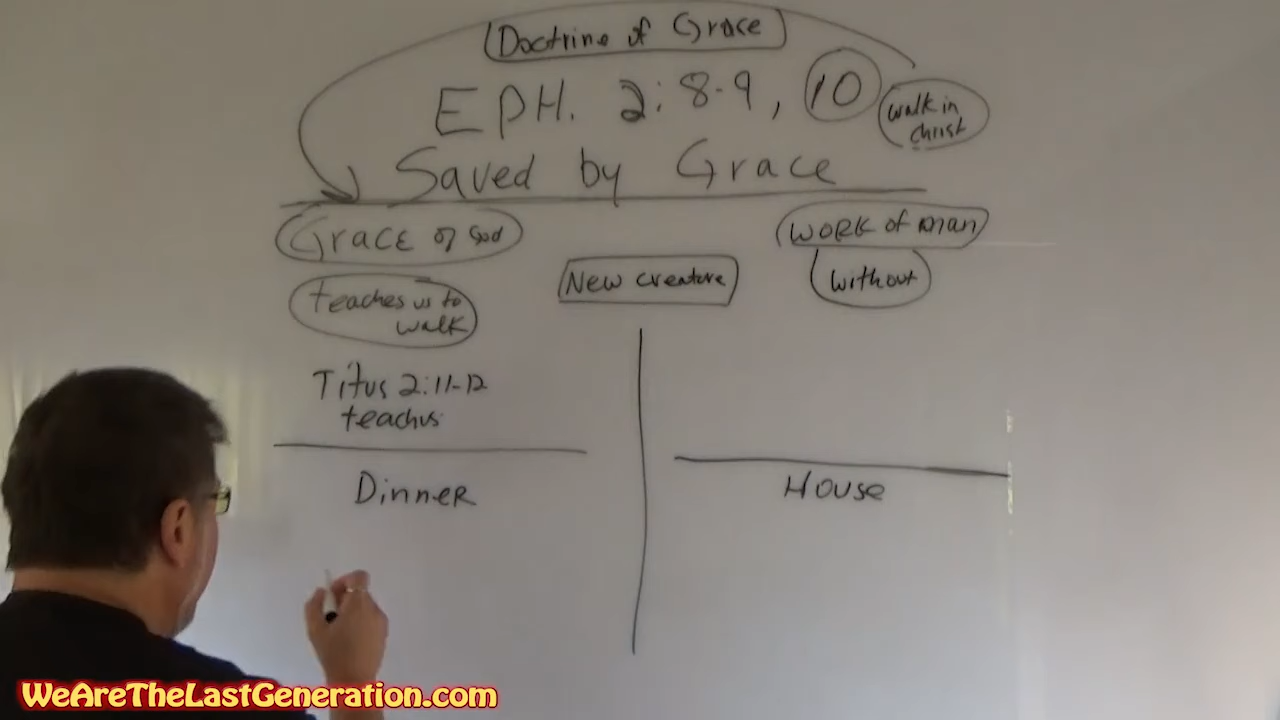 Doctrine of Grace
EPH. 2:8-9, 10
walk in
Christ
Saved by Grace
Grace of God
WORK of man
teaches us to
walk
New creature
without
Titus 2:11-12
teachus
Dinner
House
WeAreTheLastGeneration.com